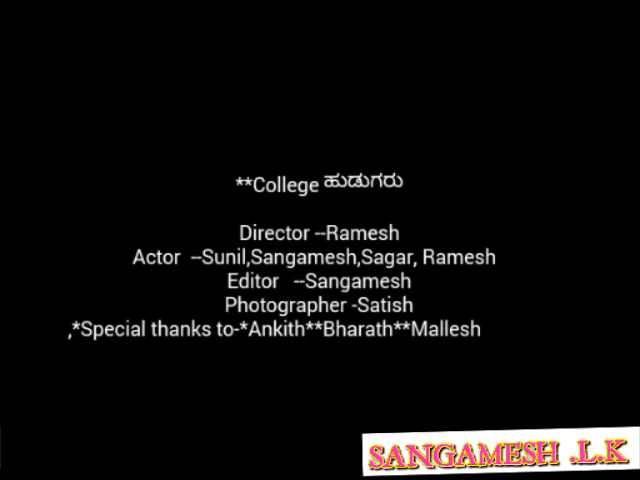 **College ಹುಡುಗರು
Director --Ramesh
Actor  --Sunil,Sangamesh,Sagar, Ramesh
Editor   --Sangamesh
Photographer -Satish
,*Special thanks to-*Ankith**Bharath**Mallesh
SANGAMESH .L.K